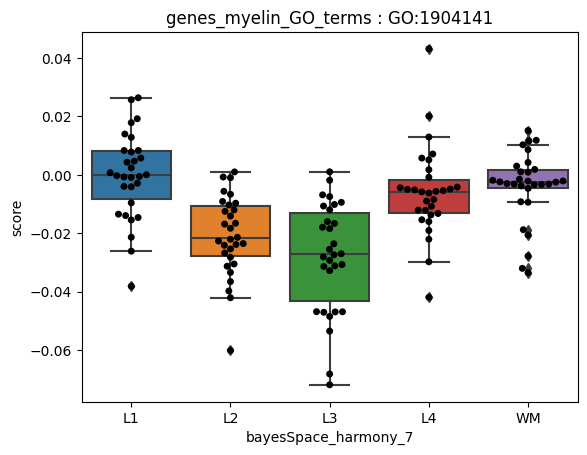 genes_myelin_GO_terms : GO:1904141
0.04
0.02
0.00
−0.02
−0.04
−0.06
score
L1 L2 L3 L4 WM
bayesSpace_harmony_7